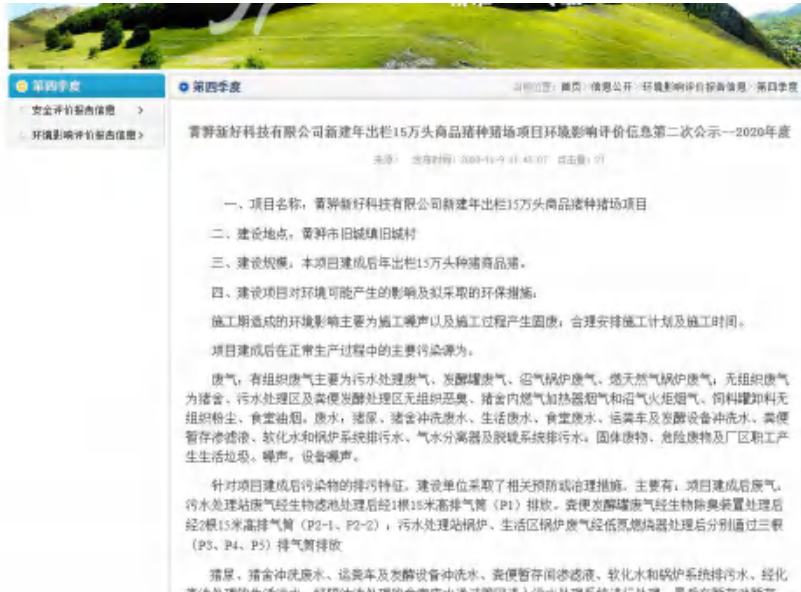 第四季度
安全评价报告信息 >
环境影响评价报告信息 >
第四季度
当前位置：首页>信息公开>环境影响评价报告信息>第四季度
黄骅新好科技有限公司新建年出栏15万头商品猪种猪场项目环境影响评价信息第二次公示--2020年度
来源： 发布时间：2020-11-9 点击量：
一、项目名称：黄骅新好科技有限公司新建年出栏15万头商品猪种猪场项目
二、建设地点：黄骅市旧城镇旧城村
三、建设规模：本项目建成后年出栏15万头种猪商品猪。
四、建设项目对环境可能产生的影响及拟采取的环保措施：
施工期造成的环境影响主要为施工噪声以及施工过程产生固废；合理安排施工计划及施工时间。
项目建成后在正常生产过程中的主要污染源为。
废气：有组织废气主要为污水处理废气、发酵罐废气、沼气锅炉废气、燃天然气锅炉废气；无组织废气
为猪舍、污水处理区及粪便发酵处理区无组织恶臭、猪舍内燃气加热器烟气和沼气火炬烟气、饲料罐卸料无
组织粉尘、食堂油烟。废水：猪尿、猪舍冲洗废水、生活废水、食堂废水、运粪车及发酵设备冲洗水、粪便
暂存渗滤液、软化水和锅炉系统排污水、气水分离器及脱硫系统排污水。固体废物、危险废物及厂区职工产
生生活垃圾。噪声：设备噪声。
针对项目建成后污染物的排污特征，建设单位采取了相关预防或治理措施。主要有：项目建成后废气：
污水处理站废气经生物滤池处理后经1根15米高排气筒（P1）排放。粪便发酵罐废气经生物除臭装置处理后
经2根15米高排气筒（P2-1、P2-2）；污水处理站锅炉、生活区锅炉废气经低氮燃烧器处理后分别通过三根
（P3、P4、P5）排气筒排放
猪尿、猪舍冲洗废水、运粪车及发酵设备冲洗水、粪便暂存间渗滤液、软化水和锅炉系统排污水、经化